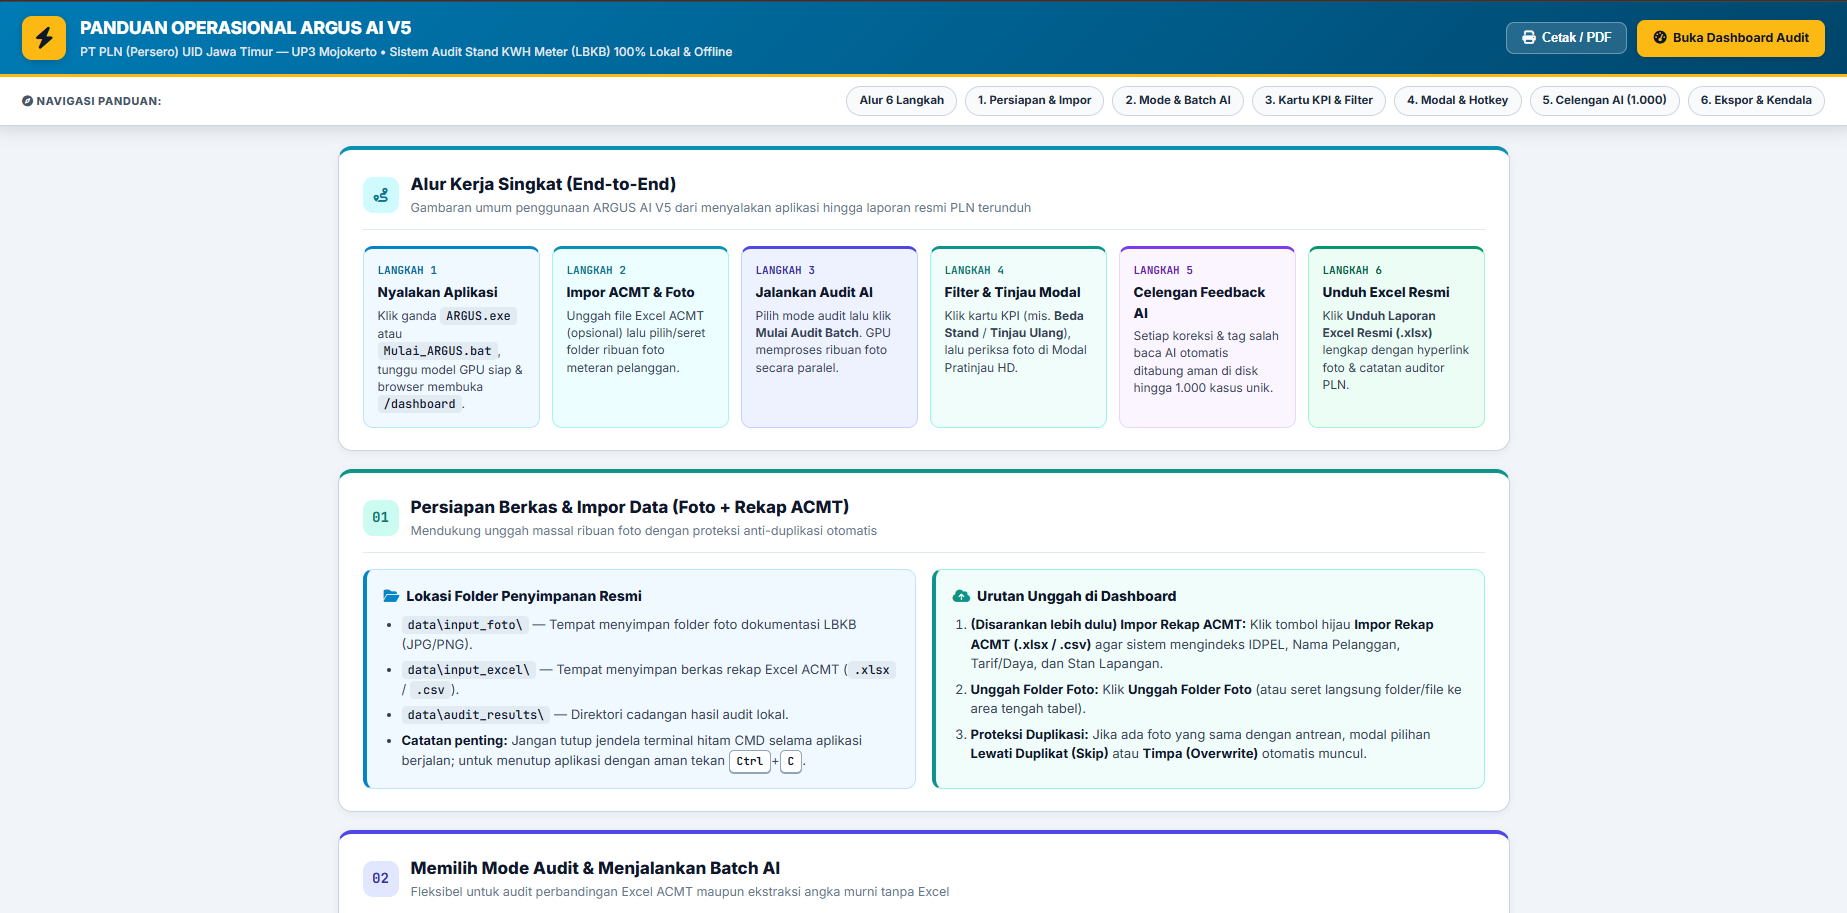 PANDUAN OPERASIONAL ARGUS AI V5
PT PLN (Persero) UID Jawa Timur — UP3 Mojokerto • Sistem Audit Stand KWH Meter (LBKB) 100% Lokal & Offline
Cetak / PDF
Buka Dashboard Audit
NAVIGASI PANDUAN:
Alur 6 Langkah
1. Persiapan & Impor
2. Mode & Batch AI
3. Kartu KPI & Filter
4. Modal & Hotkey
5. Celengan AI (1.000)
6. Ekspor & Kendala
Alur Kerja Singkat (End-to-End)
Gambaran umum penggunaan ARGUS AI V5 dari menyalakan aplikasi hingga laporan resmi PLN terunduh
LANGKAH 1
Nyalakan Aplikasi
Klik ganda ARGUS.exe
atau
Mulai_ARGUS.bat ,
tunggu model GPU siap &
browser membuka
/dashboard .
LANGKAH 2
Impor ACMT & Foto
Unggah file Excel ACMT
(opsional) lalu pilih/seret
folder ribuan foto
meteran pelanggan.
LANGKAH 3
Jalankan Audit AI
Pilih mode audit lalu klik
Mulai Audit Batch. GPU
memproses ribuan foto
secara paralel.
LANGKAH 4
Filter & Tinjau Modal
Klik kartu KPI (mis. Beda
Stand / Tinjau Ulang),
lalu periksa foto di Modal
Pratinjau HD.
LANGKAH 5
Celengan Feedback
AI
Setiap koreksi & tag salah
baca AI otomatis
ditabung aman di disk
hingga 1.000 kasus unik.
LANGKAH 6
Unduh Excel Resmi
Klik Unduh Laporan
Excel Resmi (.xlsx)
lengkap dengan hyperlink
foto & catatan auditor
PLN.
01
Persiapan Berkas & Impor Data (Foto + Rekap ACMT)
Mendukung unggah massal ribuan foto dengan proteksi anti-duplikasi otomatis
Lokasi Folder Penyimpanan Resmi
• data\input_foto\ — Tempat menyimpan folder foto dokumentasi LBKB
(JPG/PNG).
• data\input_excel\ — Tempat menyimpan berkas rekap Excel ACMT ( .xlsx
/ .csv ).
• data\audit_results\ — Direktori cadangan hasil audit lokal.
• Catatan penting: Jangan tutup jendela terminal hitam CMD selama aplikasi
berjalan; untuk menutup aplikasi dengan aman tekan Ctrl + C .
Urutan Unggah di Dashboard
1. (Disarankan lebih dulu) Impor Rekap ACMT: Klik tombol hijau Impor Rekap
ACMT (.xlsx / .csv) agar sistem mengindeks IDPEL, Nama Pelanggan,
Tarif/Daya, dan Stan Lapangan.
2. Unggah Folder Foto: Klik Unggah Folder Foto (atau seret langsung folder/file ke
area tengah tabel).
3. Proteksi Duplikasi: Jika ada foto yang sama dengan antrean, modal pilihan
Lewati Duplikat (Skip) atau Timpa (Overwrite) otomatis muncul.
02
Memilih Mode Audit & Menjalankan Batch AI
Fleksibel untuk audit perbandingan Excel ACMT maupun ekstraksi angka murni tanpa Excel